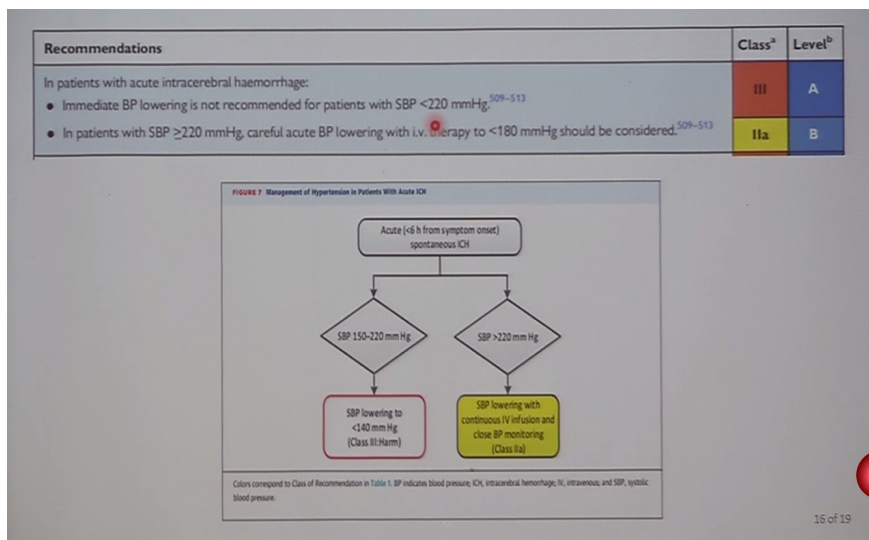 Recommendations Classᵃ Levelᵇ
In patients with acute intracerebral haemorrhage:
• Immediate BP lowering is not recommended for patients with SBP <220 mmHg.⁵⁰⁹⁻⁵¹³
III A
• In patients with SBP ≥220 mmHg, careful acute BP lowering with i.v. therapy to <180 mmHg should be considered.⁵⁰⁹⁻⁵¹³
IIa B
FIGURE 7 Management of Hypertension in Patients With Acute ICH
Acute (<6 h from symptom onset)
spontaneous ICH
SBP 150–220 mm Hg
SBP >220 mm Hg
SBP lowering to
<140 mm Hg
(Class III:Harm)
SBP lowering with
continuous IV infusion and
close BP monitoring
(Class IIa)
Colors correspond to Class of Recommendation in Table 1. BP indicates blood pressure; ICH, intracerebral hemorrhage; IV, intravenous; and SBP, systolic
blood pressure.
16 of 19